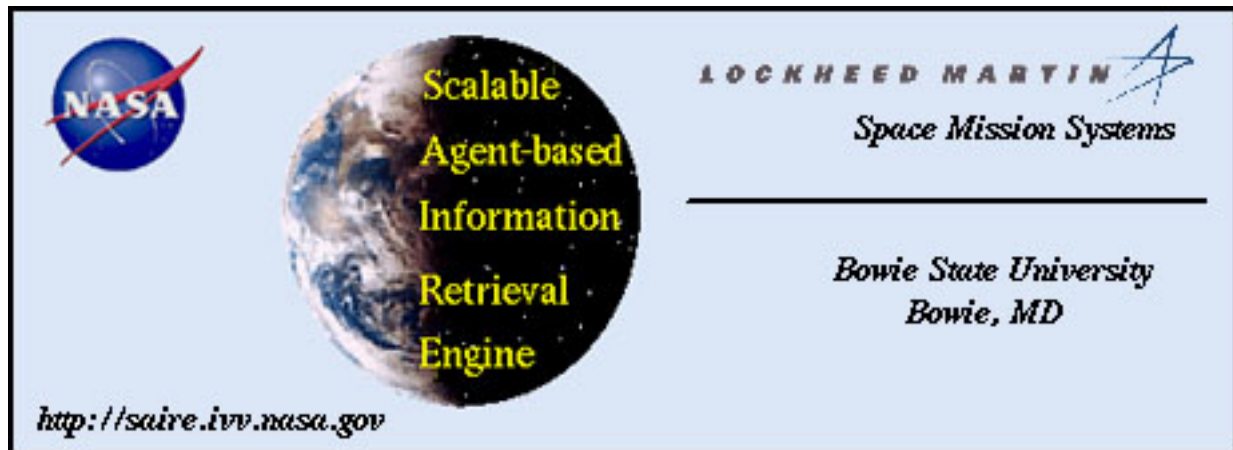 NASA
Scalable
Agent-based
Information
Retrieval
Engine
http://saire.ivv.nasa.gov
LOCKHEED MARTIN
Space Mission Systems
Bowie State University
Bowie, MD